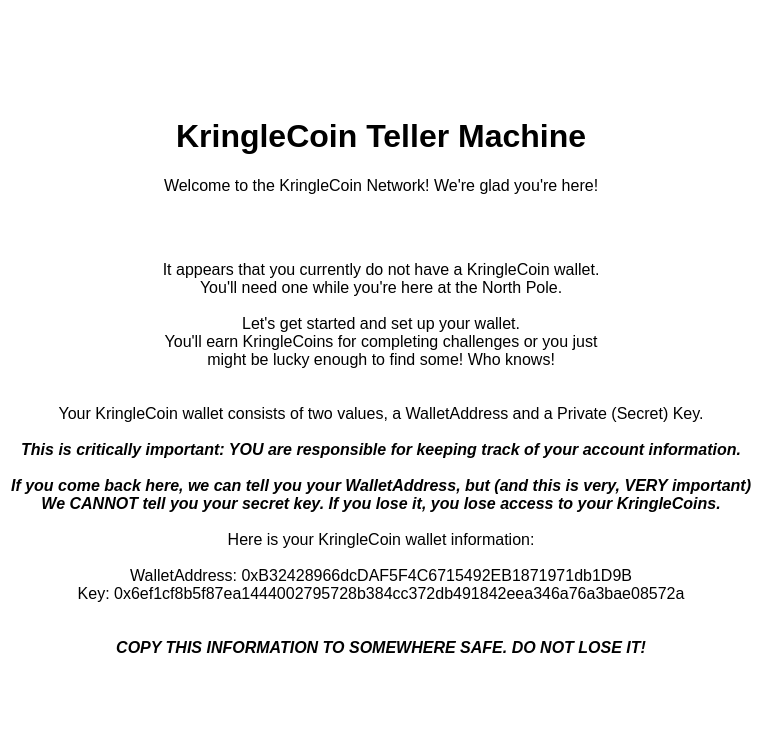 KringleCoin Teller Machine
Welcome to the KringleCoin Network! We're glad you're here!
It appears that you currently do not have a KringleCoin wallet.
You'll need one while you're here at the North Pole.
Let's get started and set up your wallet.
You'll earn KringleCoins for completing challenges or you just
might be lucky enough to find some! Who knows!
Your KringleCoin wallet consists of two values, a WalletAddress and a Private (Secret) Key.
This is critically important: YOU are responsible for keeping track of your account information.
If you come back here, we can tell you your WalletAddress, but (and this is very, VERY important)
We CANNOT tell you your secret key. If you lose it, you lose access to your KringleCoins.
Here is your KringleCoin wallet information:
WalletAddress: 0xB32428966dcDAF5F4C6715492EB1871971db1D9B
Key: 0x6ef1cf8b5f87ea1444002795728b384cc372db491842eea346a76a3bae08572a
COPY THIS INFORMATION TO SOMEWHERE SAFE. DO NOT LOSE IT!